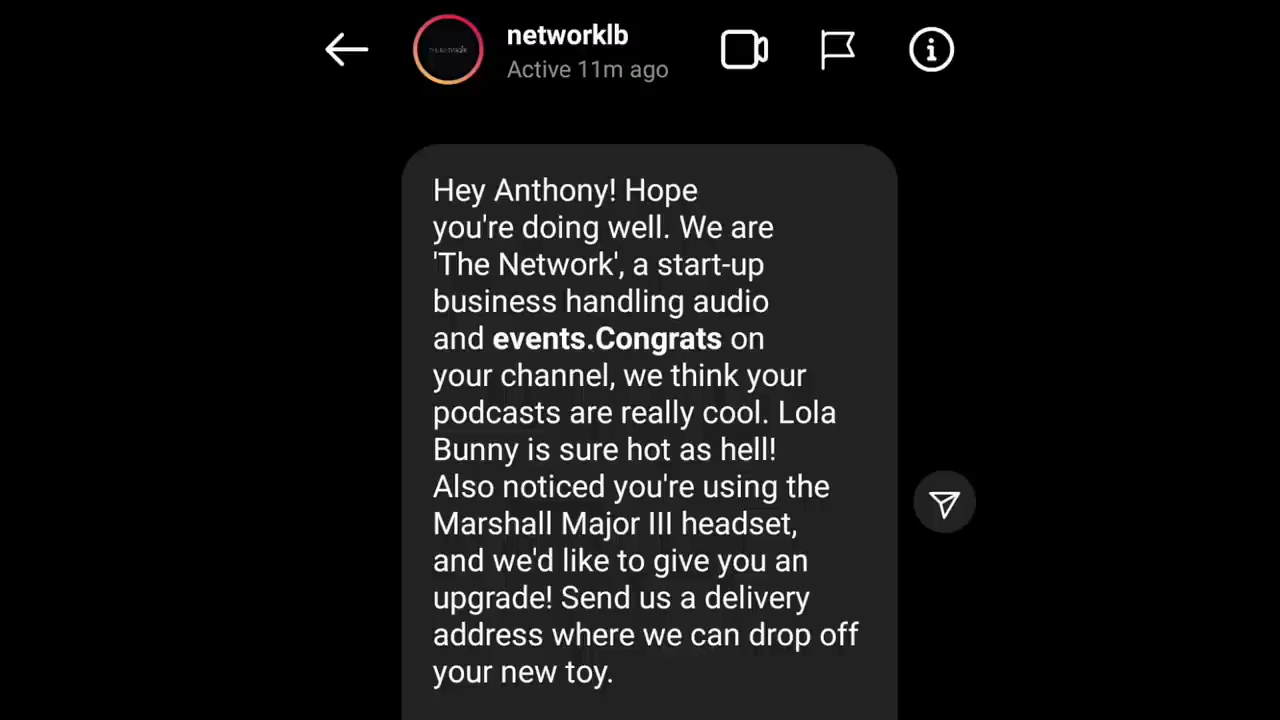 networklb
Active 11m ago
Hey Anthony! Hope
you're doing well. We are
'The Network', a start-up
business handling audio
and events.Congrats on
your channel, we think your
podcasts are really cool. Lola
Bunny is sure hot as hell!
Also noticed you're using the
Marshall Major III headset,
and we'd like to give you an
upgrade! Send us a delivery
address where we can drop off
your new toy.